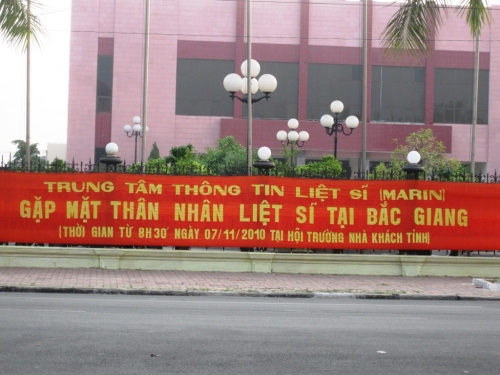 TRUNG TÂM THÔNG TIN LIỆT SĨ (MARIN)
GẶP MẶT THÂN NHÂN LIỆT SĨ TẠI BẮC GIANG
(THỜI GIAN TỪ 8H30' NGÀY 07/11/2010 TẠI HỘI TRƯỜNG NHÀ KHÁCH TỈNH)